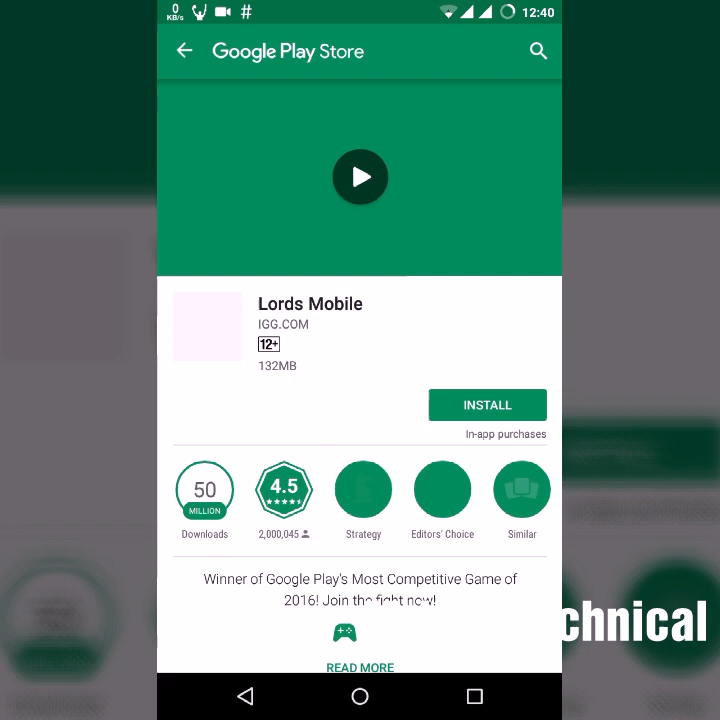 0
KB/s
#
12:40
Google Play Store
Lords Mobile
IGG.COM
12+
132MB
INSTALL
In-app purchases
50
MILLION
4.5
Downloads
2,000,045
Strategy
Editors' Choice
Similar
Winner of Google Play's Most Competitive Game of
2016! Join the fight now!
READ MORE
chnical